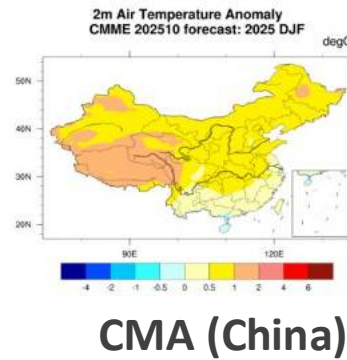 2m Air Temperature Anomaly
CMME 202510 forecast: 2025 DJF
degC
50N
40N
30N
20N
90E 120E
-4 -2 -1 -0.5 0 0.5 1 2 4 6
CMA (China)